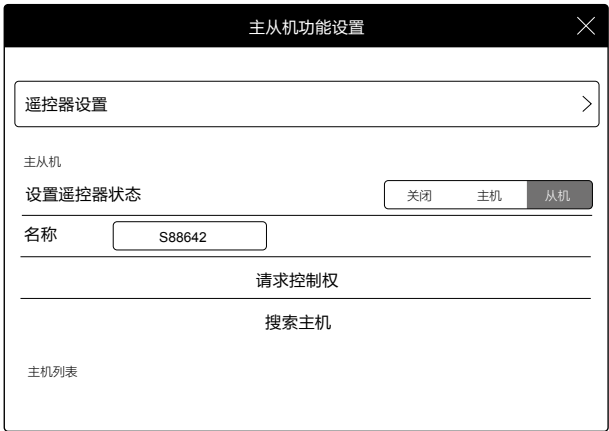 主从机功能设置
遥控器设置
主从机
设置遥控器状态 关闭 主机 从机
名称 S88642
请求控制权
搜索主机
主机列表